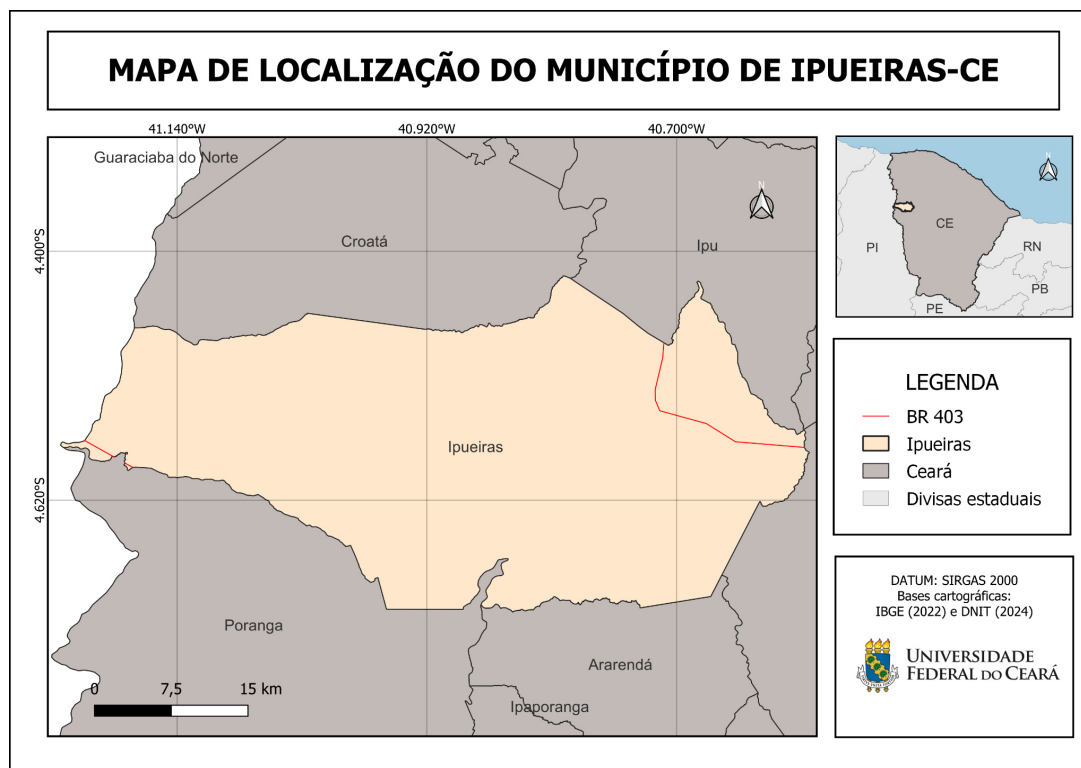 MAPA DE LOCALIZAÇÃO DO MUNICÍPIO DE IPUEIRAS-CE
41.140°W
40.920°W
40.700°W
4.400°S
4.620°S
Guaraciaba do Norte
N
Croatá
Ipu
Ipueiras
Poranga
Ararendá
Ipaporanga
0 7,5 15 km
N
CE
PI
RN
PB
PE
LEGENDA
BR 403
Ipueiras
Ceará
Divisas estaduais
DATUM: SIRGAS 2000
Bases cartográficas:
IBGE (2022) e DNIT (2024)
UNIVERSIDADE
FEDERAL DO CEARÁ